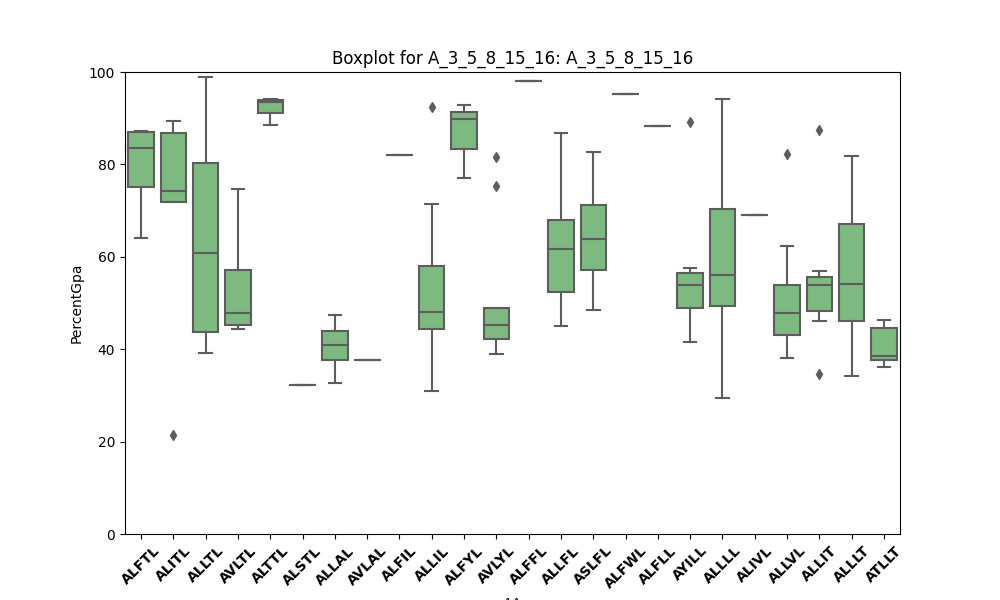 Boxplot for A_3_5_8_15_16: A_3_5_8_15_16
PercentGpa
100
80
60
40
20
0
ALFTL ALITL ALLTL AVLTL ALTTL ALSTL ALLAL AVLAL ALFIL ALLIL ALFYL AVLYL ALFFL ALLFL ASLFL ALFWL ALFLL AYILL ALLLL ALIVL ALLVL ALLIT ALLLT ATLLT